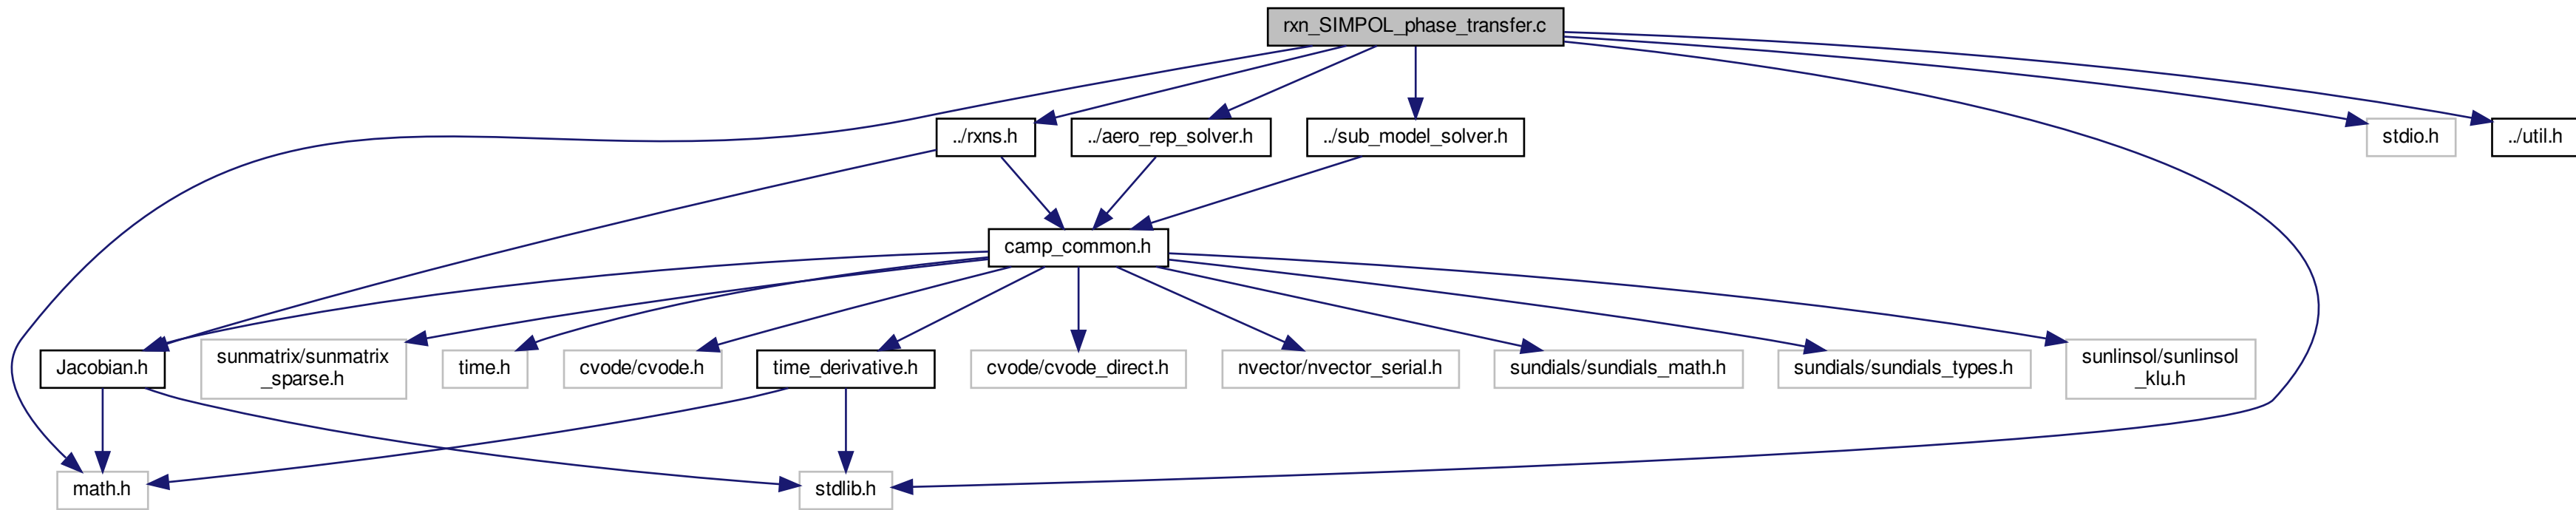 rxn_SIMPOL_phase_transfer.c
../rxns.h
../aero_rep_solver.h
../sub_model_solver.h
stdio.h
../util.h
camp_common.h
Jacobian.h
sunmatrix/sunmatrix
_sparse.h
time.h
cvode/cvode.h
time_derivative.h
cvode/cvode_direct.h
nvector/nvector_serial.h
sundials/sundials_math.h
sundials/sundials_types.h
sunlinsol/sunlinsol
_klu.h
math.h
stdlib.h